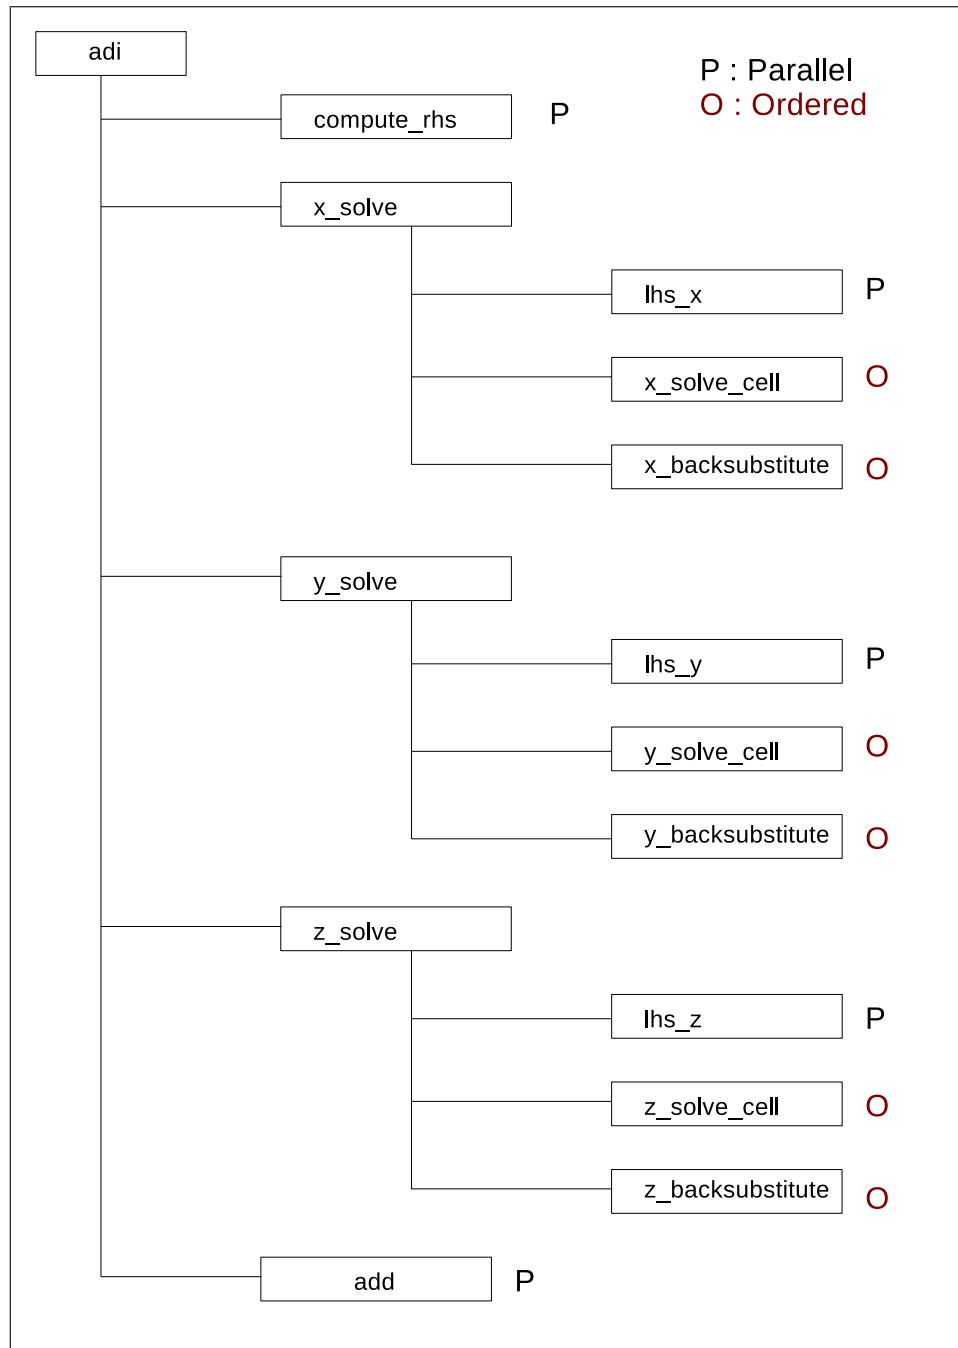 adi
P : Parallel
O : Ordered
compute_rhs P
x_solve
lhs_x P
x_solve_cell O
x_backsubstitute O
y_solve
lhs_y P
y_solve_cell O
y_backsubstitute O
z_solve
lhs_z P
z_solve_cell O
z_backsubstitute O
add P